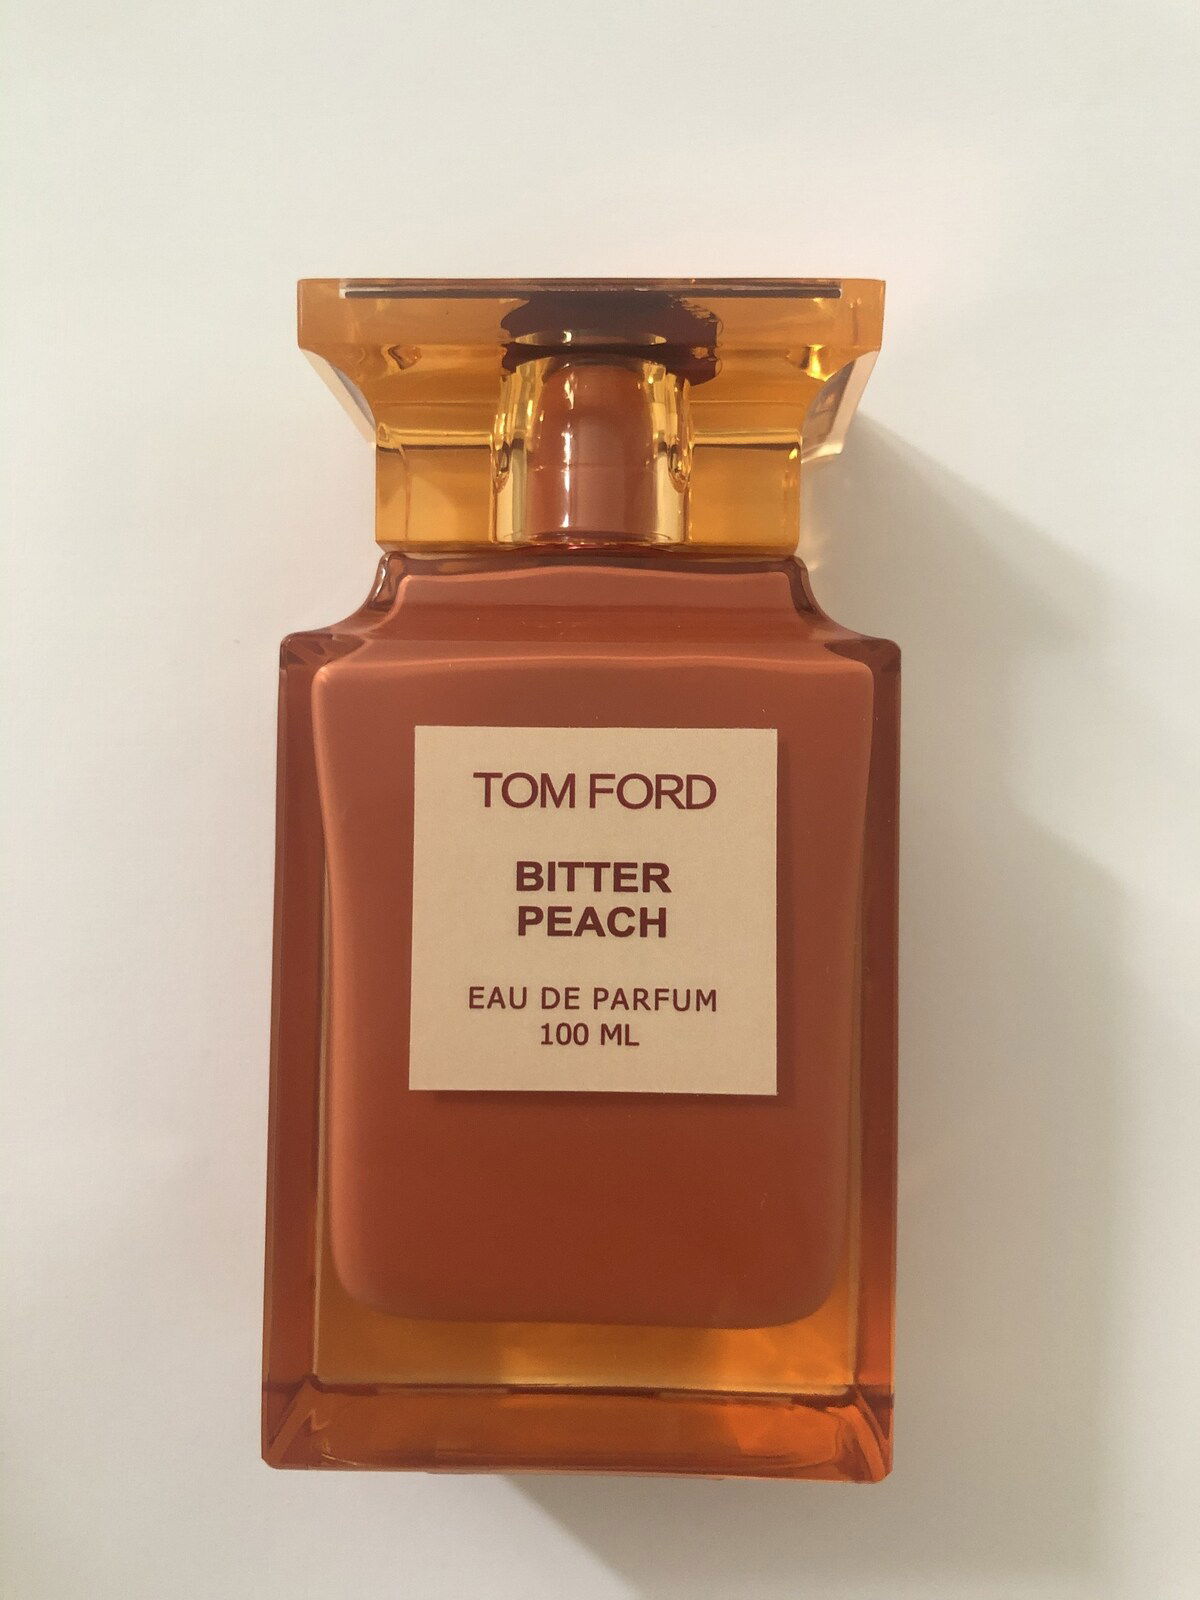 TOM FORD
BITTER
PEACH
EAU DE PARFUM
100 ML